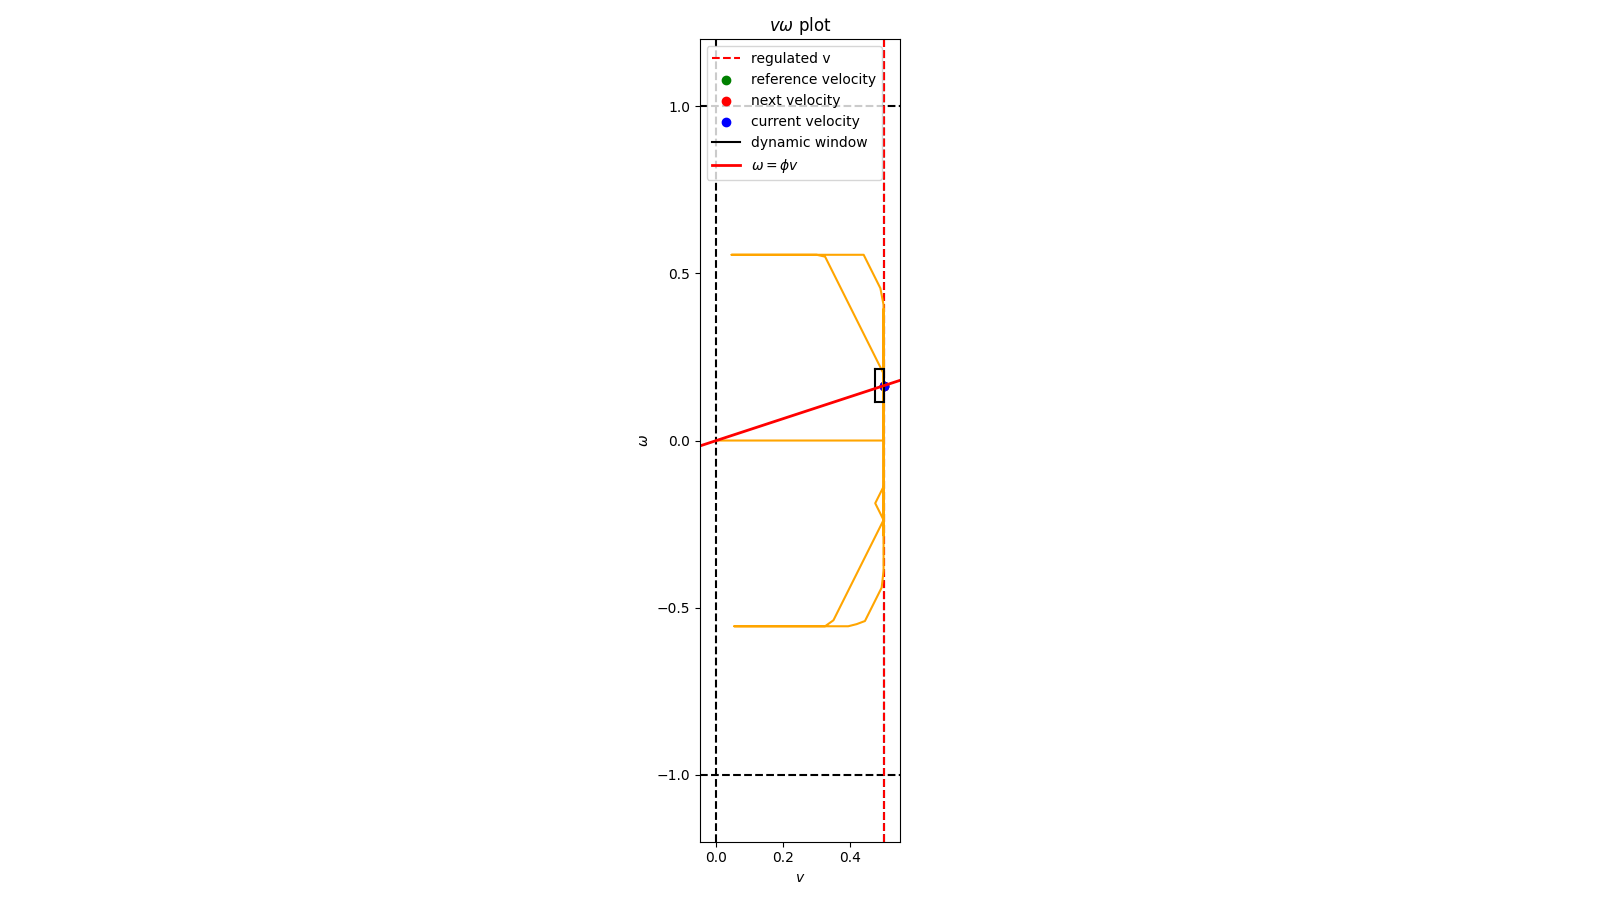 vω plot
regulated v
reference velocity
next velocity
current velocity
dynamic window
ω = ϕv
1.0
0.5
0.0
−0.5
−1.0
ω
0.0 0.2 0.4
v